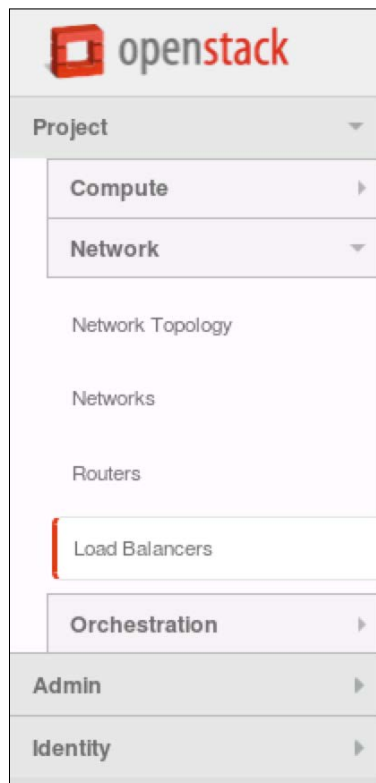 openstack
Project
Compute
Network
Network Topology
Networks
Routers
Load Balancers
Orchestration
Admin
Identity